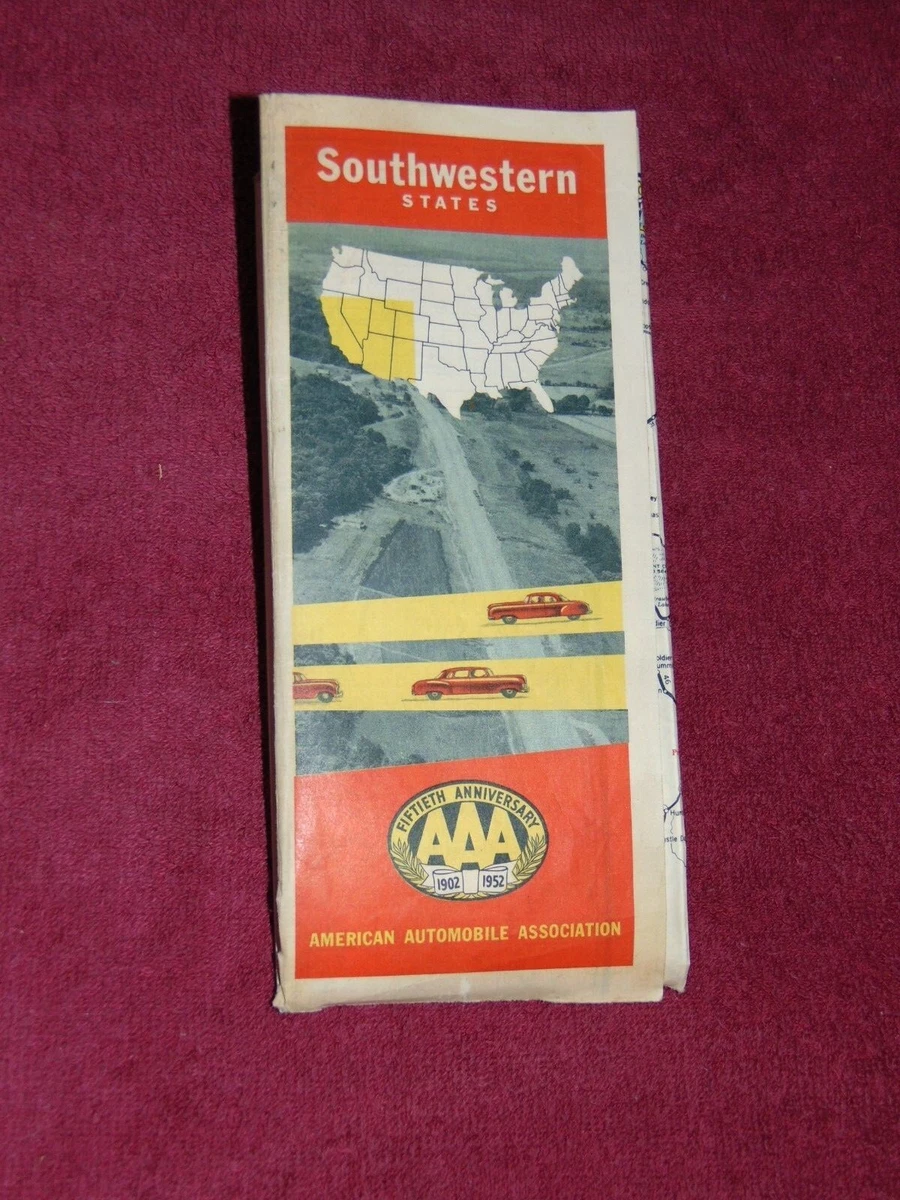 Southwestern
STATES
FIFTIETH ANNIVERSARY
AAA
1902 1952
AMERICAN AUTOMOBILE ASSOCIATION